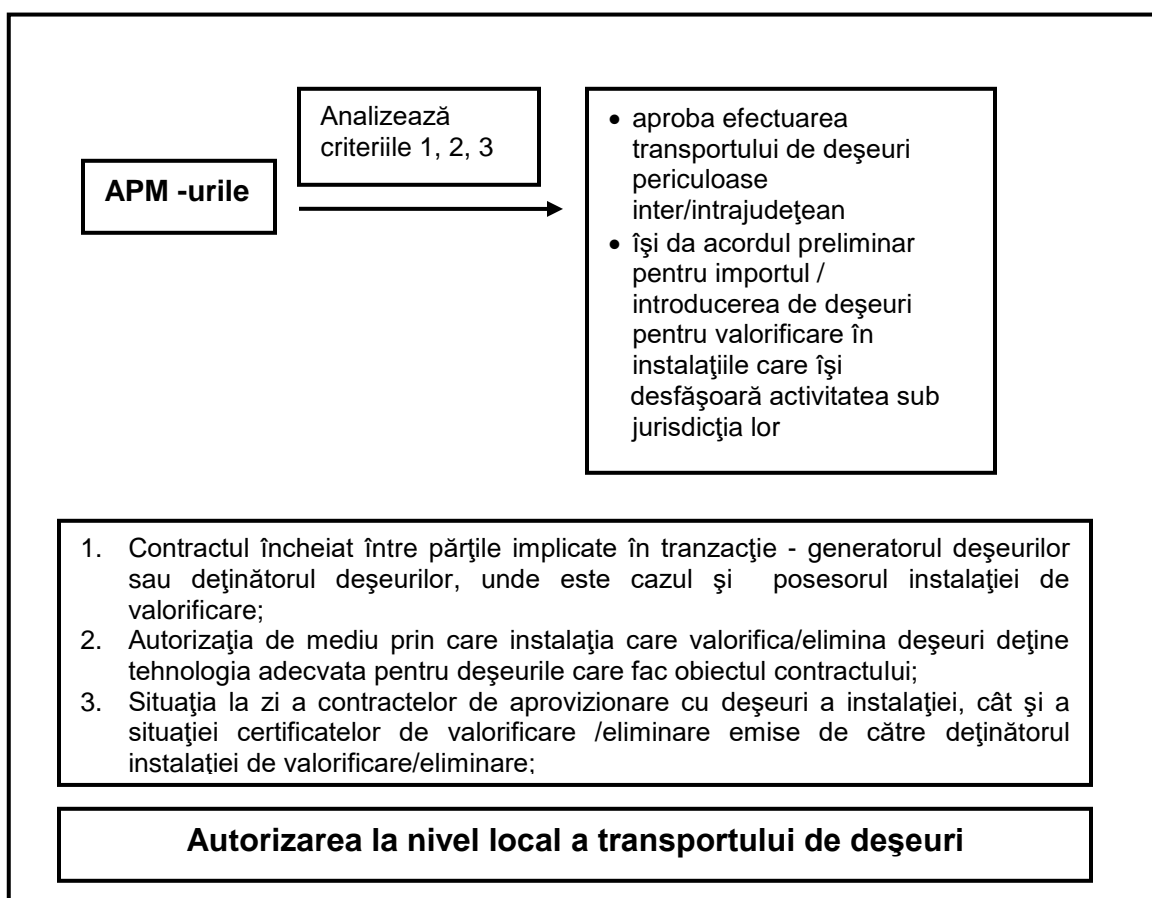 APM -urile
Analizează
criteriile 1, 2, 3
• aproba efectuarea
transportului de deşeuri
periculoase
inter/intrajudeţean
• îşi da acordul preliminar
pentru importul /
introducerea de deşeuri
pentru valorificare în
instalaţiile care îşi
desfăşoară activitatea sub
jurisdicţia lor
1. Contractul încheiat între părţile implicate în tranzacţie - generatorul deşeurilor
sau deţinătorul deşeurilor, unde este cazul şi posesorul instalaţiei de
valorificare;
2. Autorizaţia de mediu prin care instalaţia care valorifica/elimina deşeuri deţine
tehnologia adecvata pentru deşeurile care fac obiectul contractului;
3. Situaţia la zi a contractelor de aprovizionare cu deşeuri a instalaţiei, cât şi a
situaţiei certificatelor de valorificare /eliminare emise de către deţinătorul
instalaţiei de valorificare/eliminare;
Autorizarea la nivel local a transportului de deşeuri